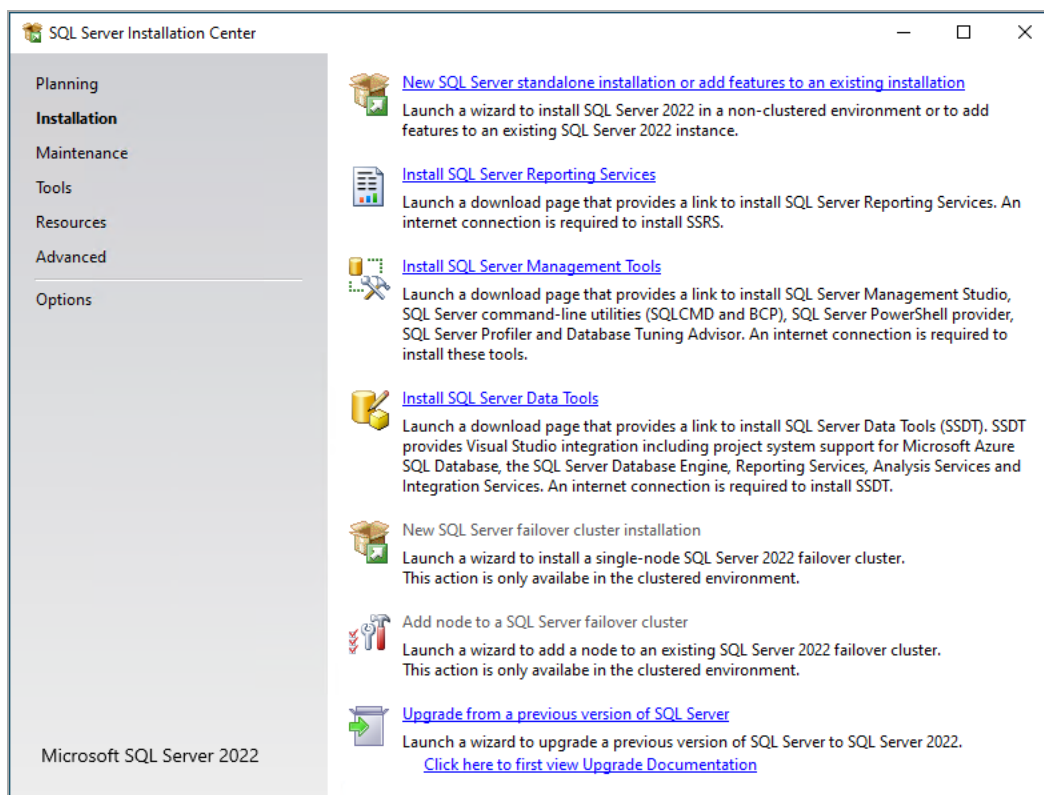 SQL Server Installation Center
Planning
Installation
Maintenance
Tools
Resources
Advanced
Options
Microsoft SQL Server 2022
New SQL Server standalone installation or add features to an existing installation
Launch a wizard to install SQL Server 2022 in a non-clustered environment or to add
features to an existing SQL Server 2022 instance.
Install SQL Server Reporting Services
Launch a download page that provides a link to install SQL Server Reporting Services. An
internet connection is required to install SSRS.
Install SQL Server Management Tools
Launch a download page that provides a link to install SQL Server Management Studio,
SQL Server command-line utilities (SQLCMD and BCP), SQL Server PowerShell provider,
SQL Server Profiler and Database Tuning Advisor. An internet connection is required to
install these tools.
Install SQL Server Data Tools
Launch a download page that provides a link to install SQL Server Data Tools (SSDT). SSDT
provides Visual Studio integration including project system support for Microsoft Azure
SQL Database, the SQL Server Database Engine, Reporting Services, Analysis Services and
Integration Services. An internet connection is required to install SSDT.
New SQL Server failover cluster installation
Launch a wizard to install a single-node SQL Server 2022 failover cluster.
This action is only availabe in the clustered environment.
Add node to a SQL Server failover cluster
Launch a wizard to add a node to an existing SQL Server 2022 failover cluster.
This action is only availabe in the clustered environment.
Upgrade from a previous version of SQL Server
Launch a wizard to upgrade a previous version of SQL Server to SQL Server 2022.
Click here to first view Upgrade Documentation